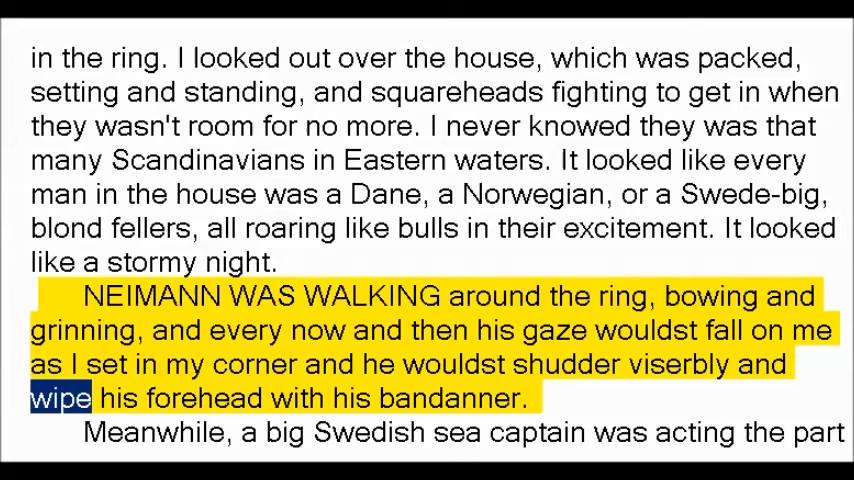 in the ring. I looked out over the house, which was packed,
setting and standing, and squareheads fighting to get in when
they wasn't room for no more. I never knowed they was that
many Scandinavians in Eastern waters. It looked like every
man in the house was a Dane, a Norwegian, or a Swede-big,
blond fellers, all roaring like bulls in their excitement. It looked
like a stormy night.
NEIMANN WAS WALKING around the ring, bowing and
grinning, and every now and then his gaze wouldst fall on me
as I set in my corner and he wouldst shudder viserbly and
wipe his forehead with his bandanner.
Meanwhile, a big Swedish sea captain was acting the part